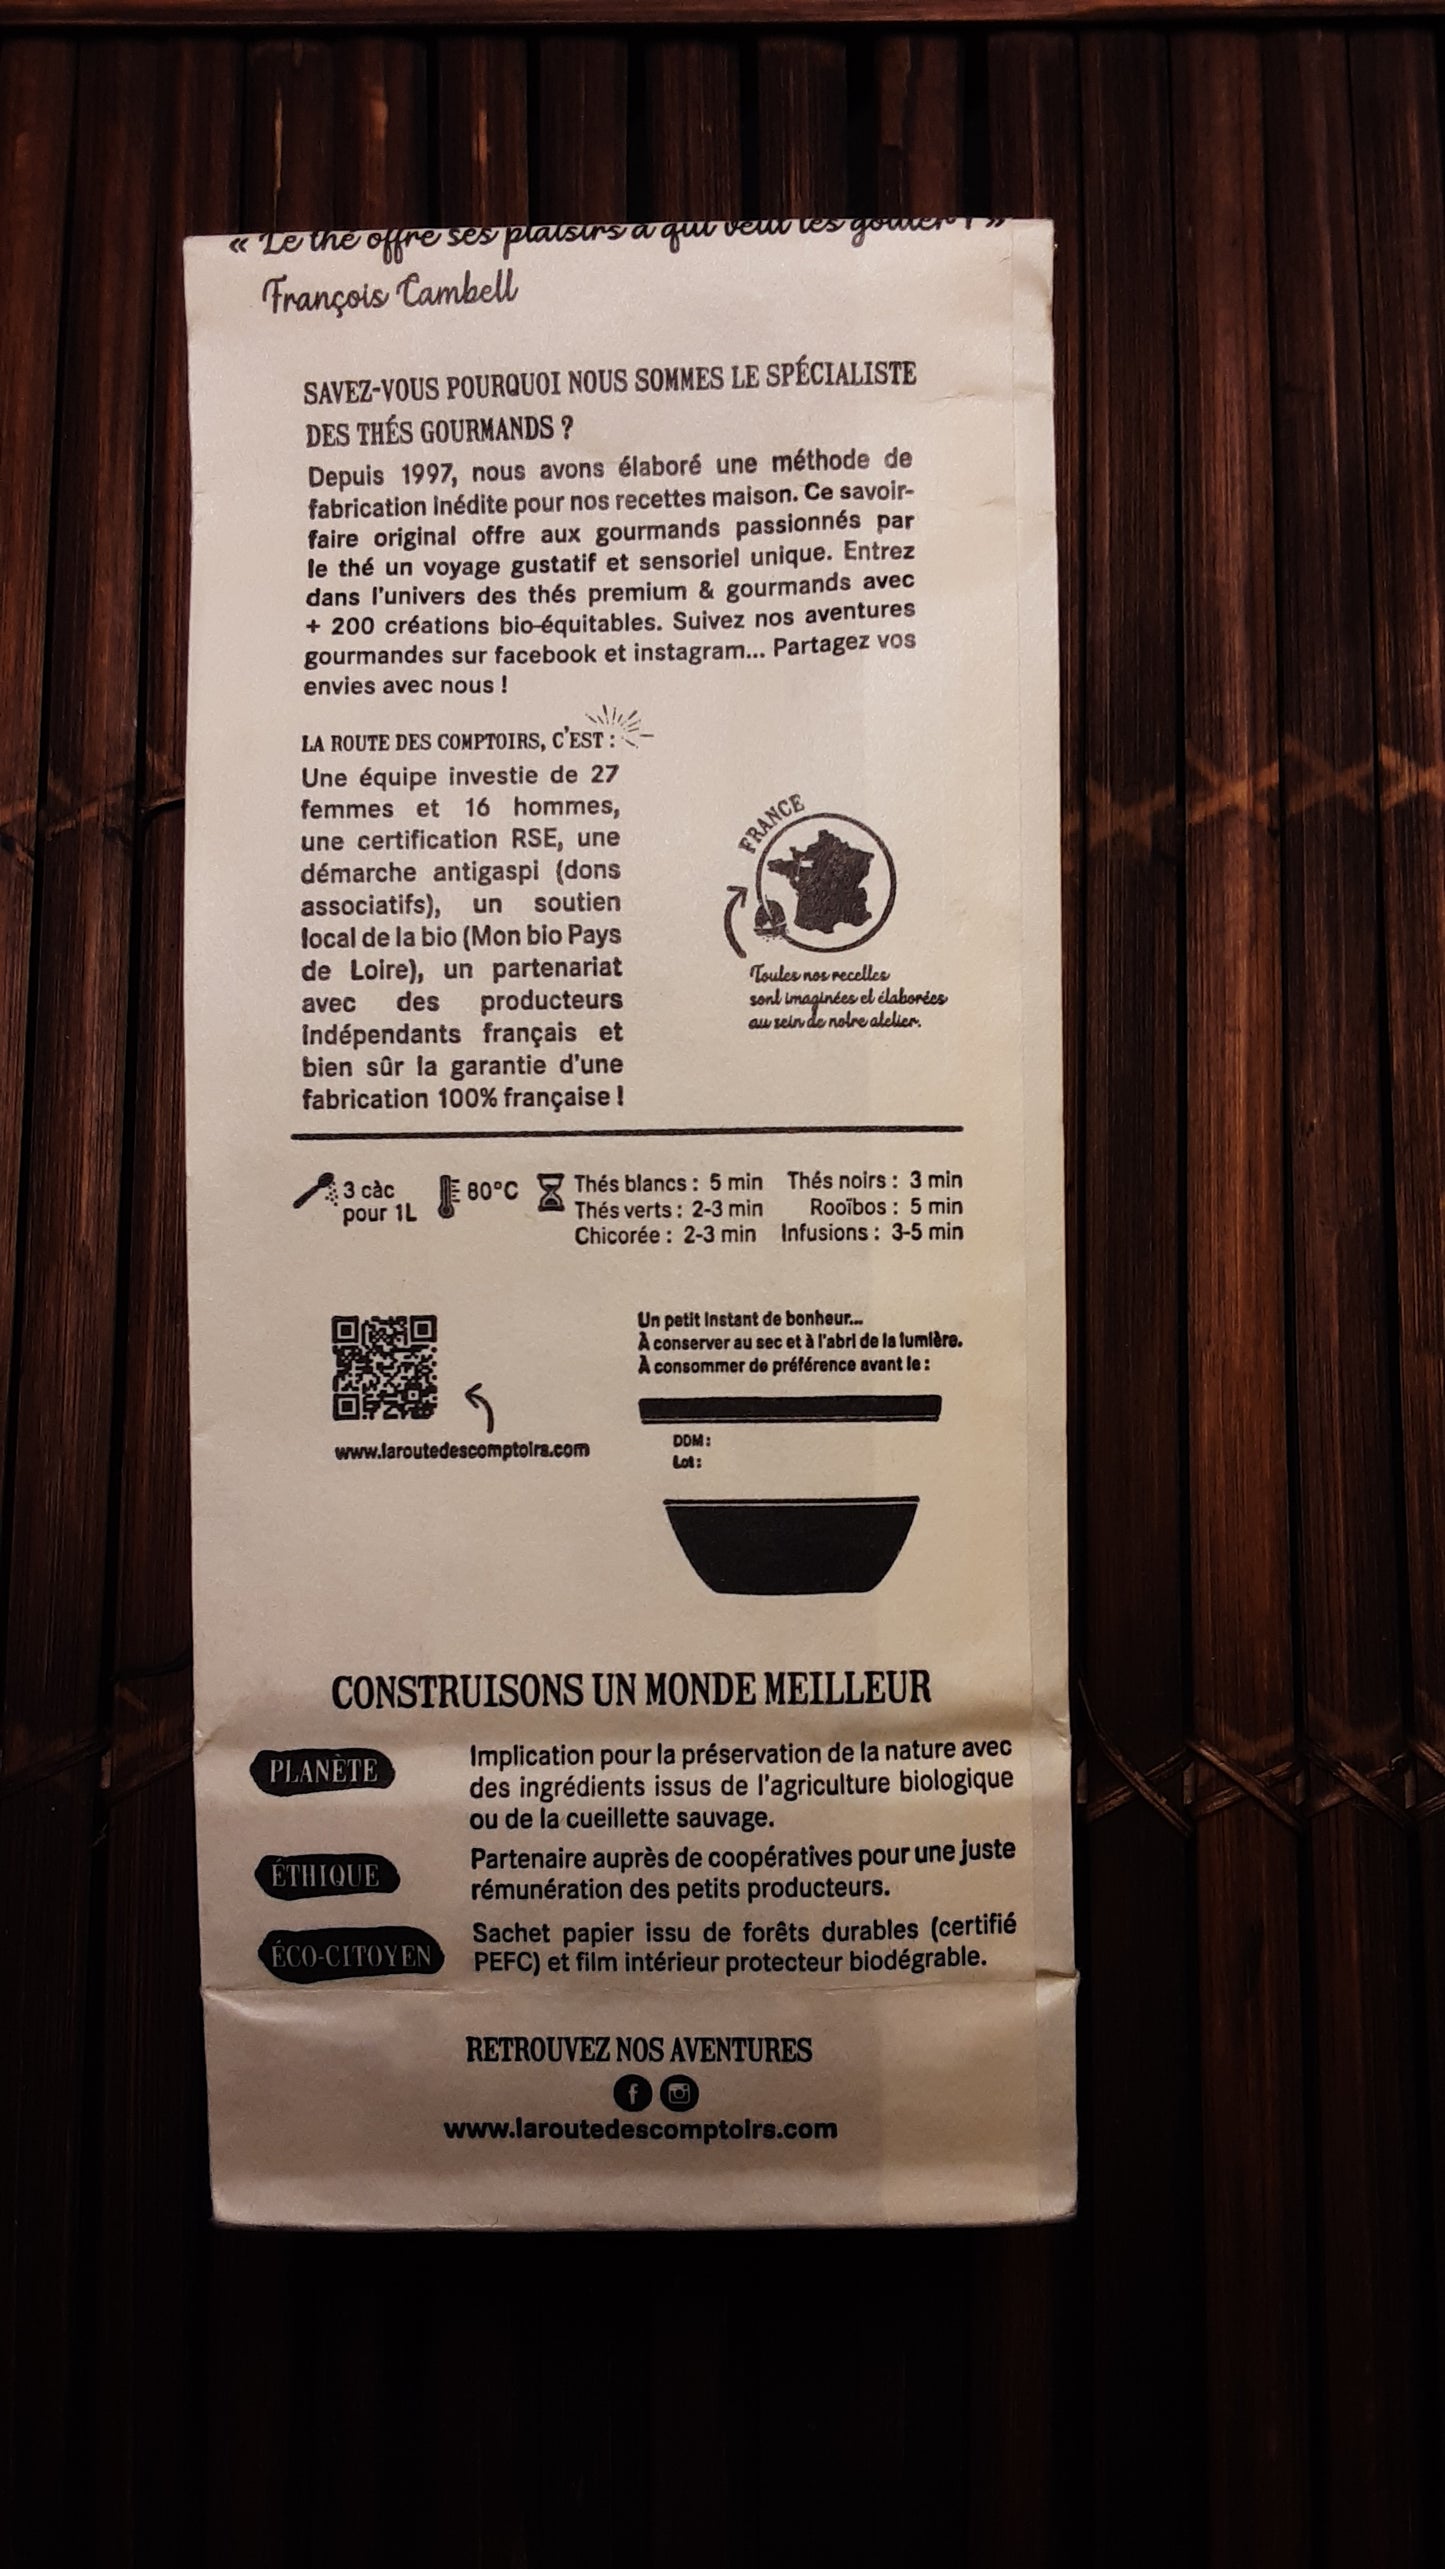 « Le thé offre ses plaisirs à qui veut les goûter ! »
François Cambell
SAVEZ-VOUS POURQUOI NOUS SOMMES LE SPÉCIALISTE
DES THÉS GOURMANDS ?
Depuis 1997, nous avons élaboré une méthode de
fabrication inédite pour nos recettes maison. Ce savoir-
faire original offre aux gourmands passionnés par
le thé un voyage gustatif et sensoriel unique. Entrez
dans l'univers des thés premium & gourmands avec
+ 200 créations bio-équitables. Suivez nos aventures
gourmandes sur facebook et instagram... Partagez vos
envies avec nous !
LA ROUTE DES COMPTOIRS, C'EST :
Une équipe investie de 27
femmes et 16 hommes,
une certification RSE, une
démarche antigaspi (dons
associatifs), un soutien
local de la bio (Mon bio Pays
de Loire), un partenariat
avec des producteurs
indépendants français et
bien sûr la garantie d'une
fabrication 100% française !
FRANCE
Toutes nos recettes
sont imaginées et élaborées
au sein de notre atelier.
3 càc
pour 1L
80°C
Thés blancs : 5 min Thés noirs : 3 min
Thés verts : 2-3 min Rooïbos : 5 min
Chicorée : 2-3 min Infusions : 3-5 min
www.laroutedescomptoirs.com
Un petit instant de bonheur...
À conserver au sec et à l'abri de la lumière.
À consommer de préférence avant le :
DDM :
Lot :
CONSTRUISONS UN MONDE MEILLEUR
PLANÈTE
Implication pour la préservation de la nature avec
des ingrédients issus de l'agriculture biologique
ou de la cueillette sauvage.
ÉTHIQUE
Partenaire auprès de coopératives pour une juste
rémunération des petits producteurs.
ÉCO-CITOYEN
Sachet papier issu de forêts durables (certifié
PEFC) et film intérieur protecteur biodégrable.
RETROUVEZ NOS AVENTURES
www.laroutedescomptoirs.com